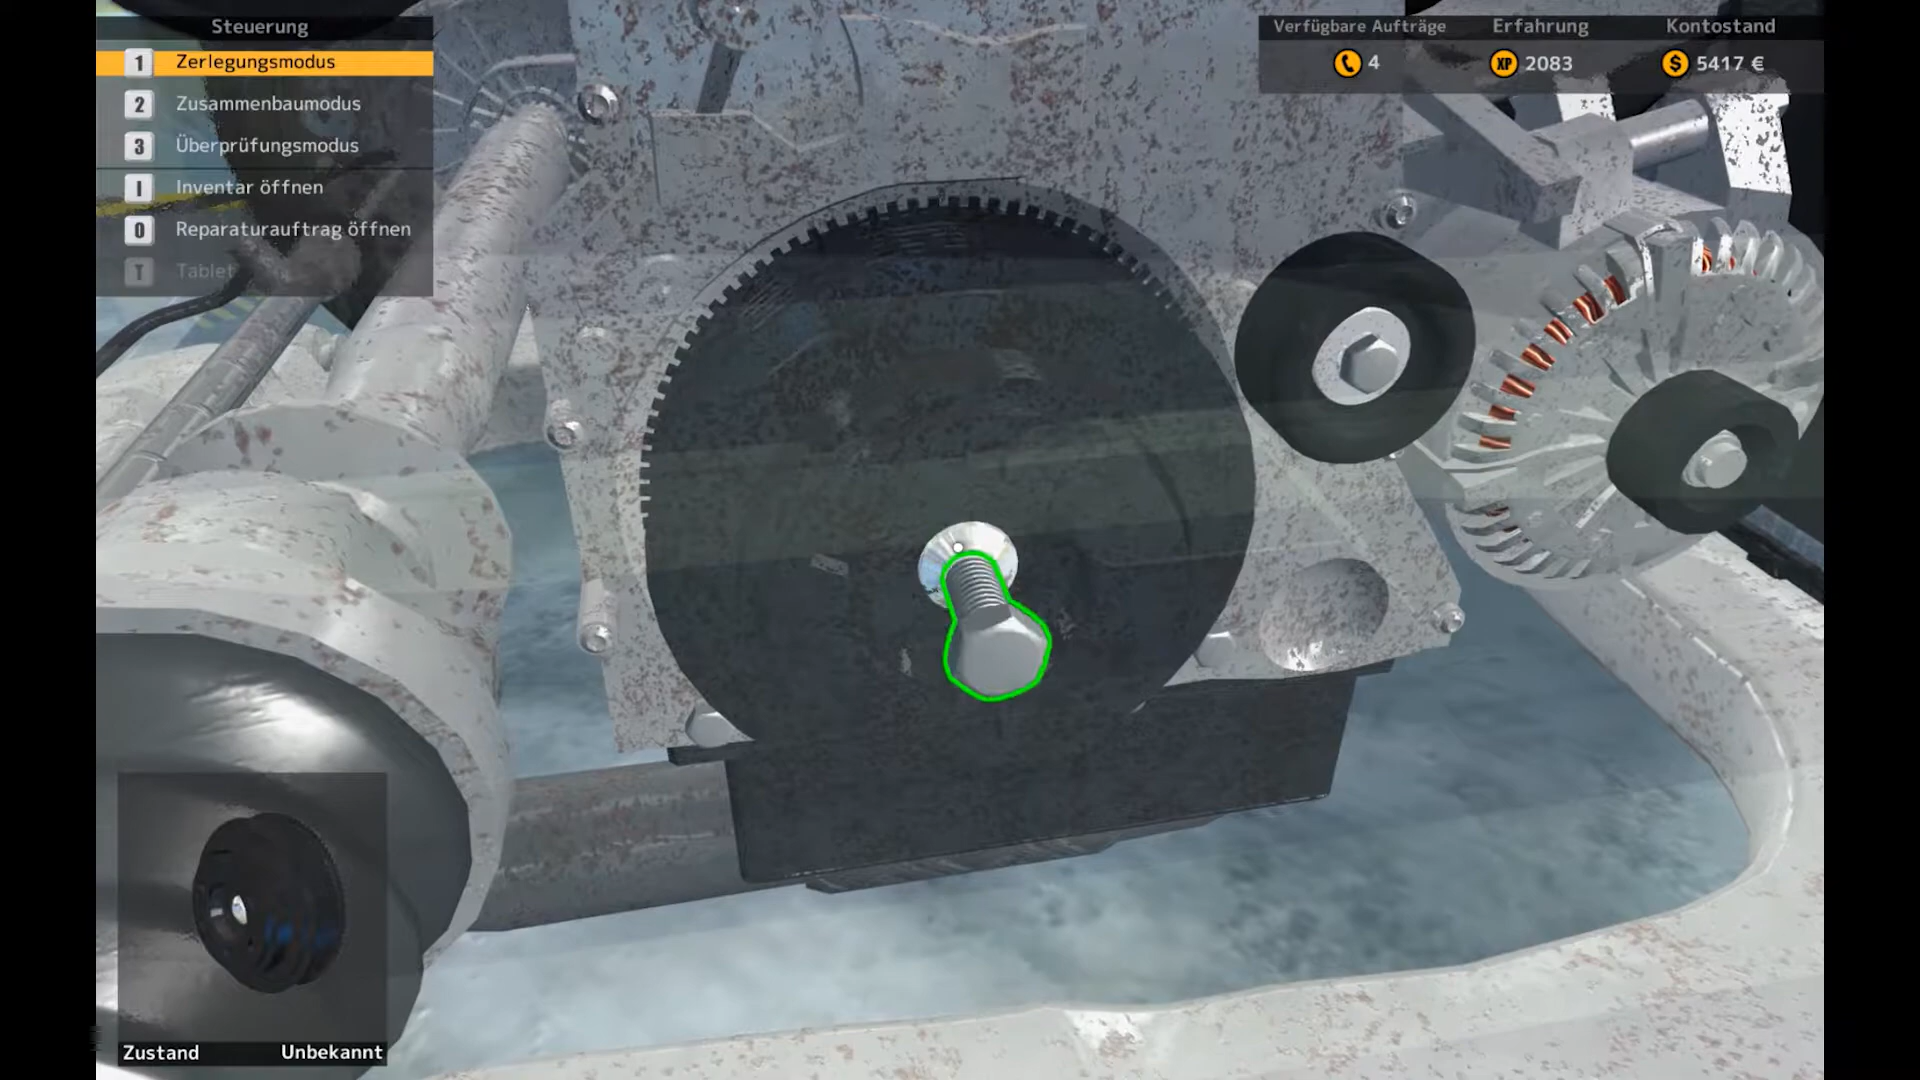 Steuerung
1 Zerlegungsmodus
2 Zusammenbaumodus
3 Überprüfungsmodus
I Inventar öffnen
O Reparaturauftrag öffnen
T Tablet
Verfügbare Aufträge Erfahrung Kontostand
4 XP 2083 $ 5417 €
Zustand Unbekannt